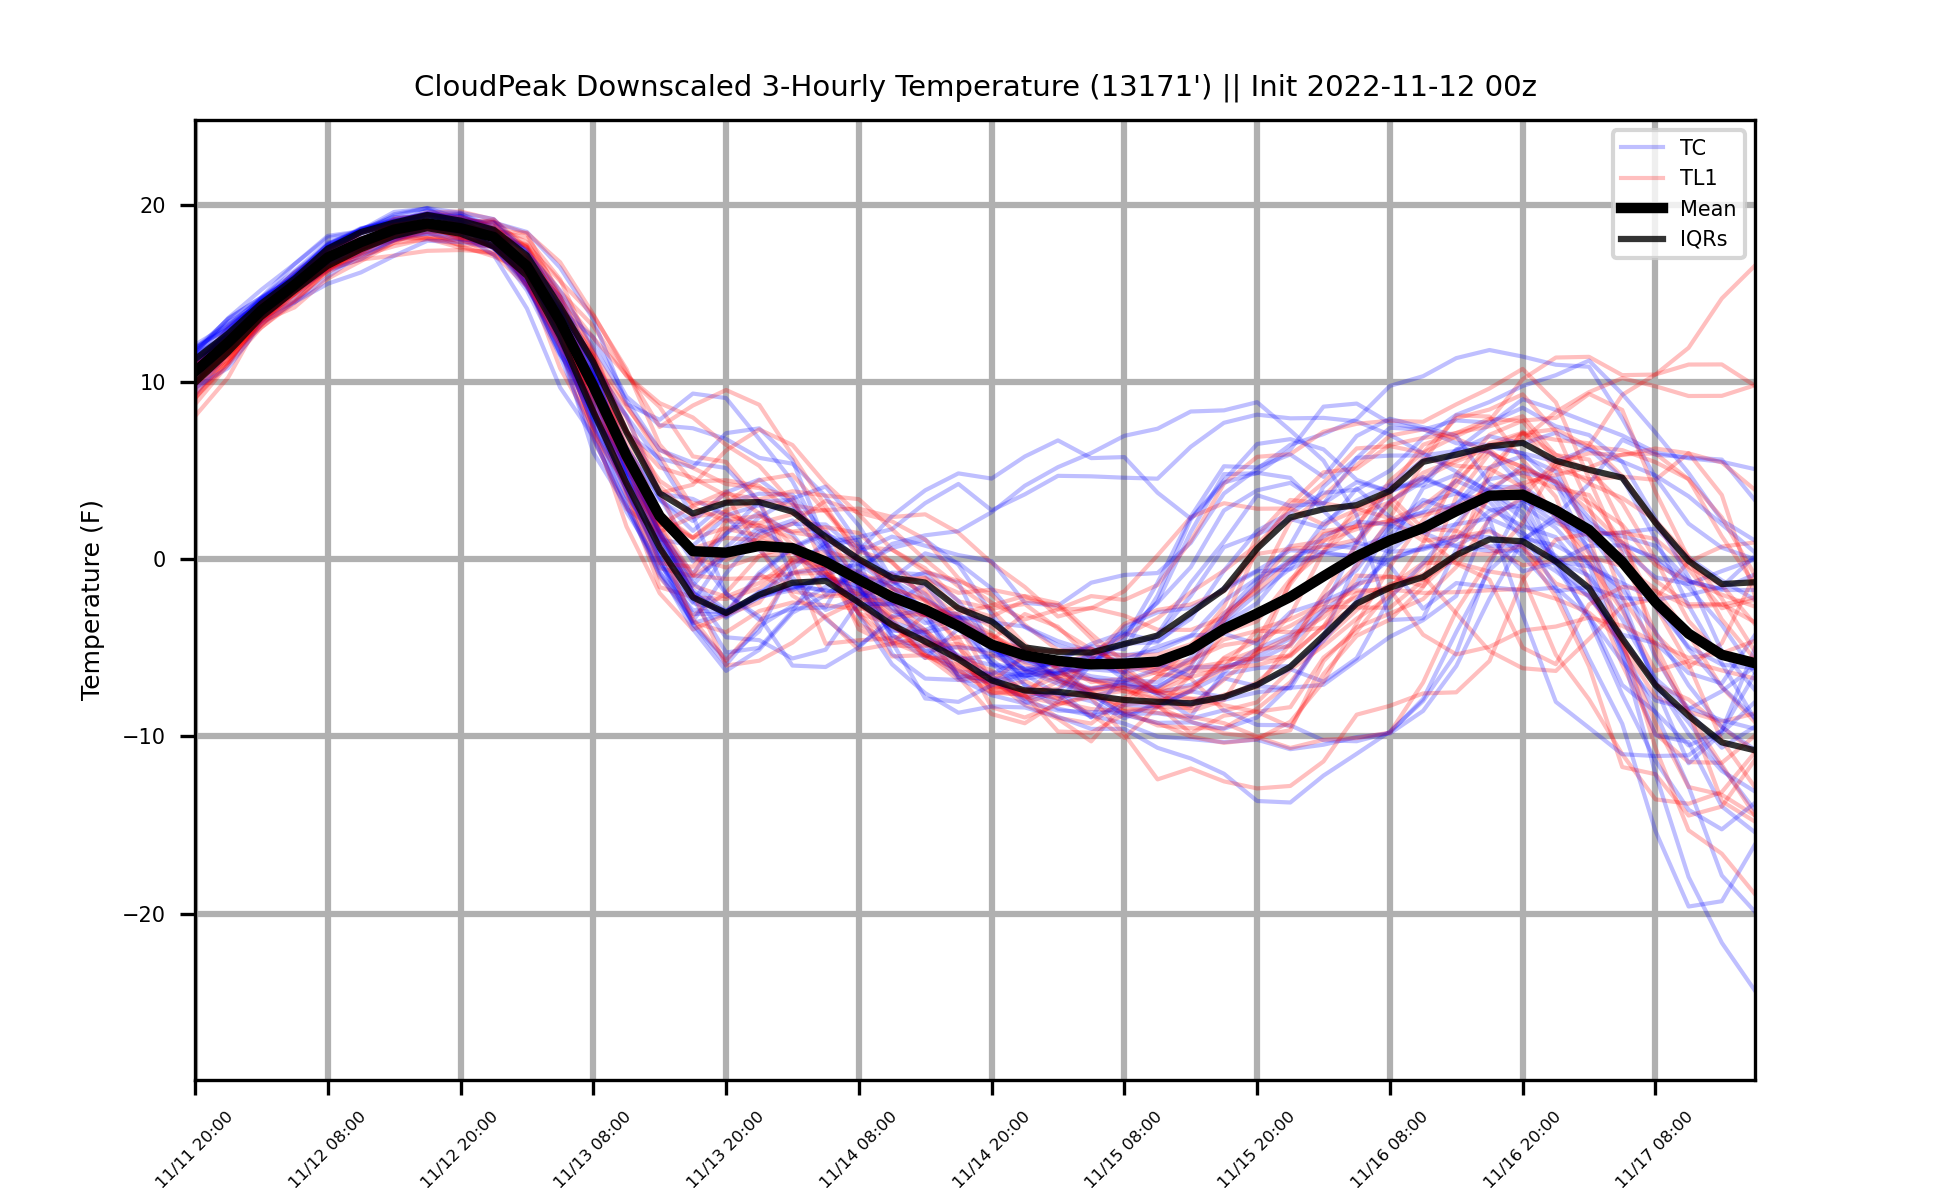 CloudPeak Downscaled 3-Hourly Temperature (13171') || Init 2022-11-12 00z
TC
TL1
Mean
IQRs
Temperature (F)
20
10
0
−10
−20
11/11 20:00
11/12 08:00
11/12 20:00
11/13 08:00
11/13 20:00
11/14 08:00
11/14 20:00
11/15 08:00
11/15 20:00
11/16 08:00
11/16 20:00
11/17 08:00